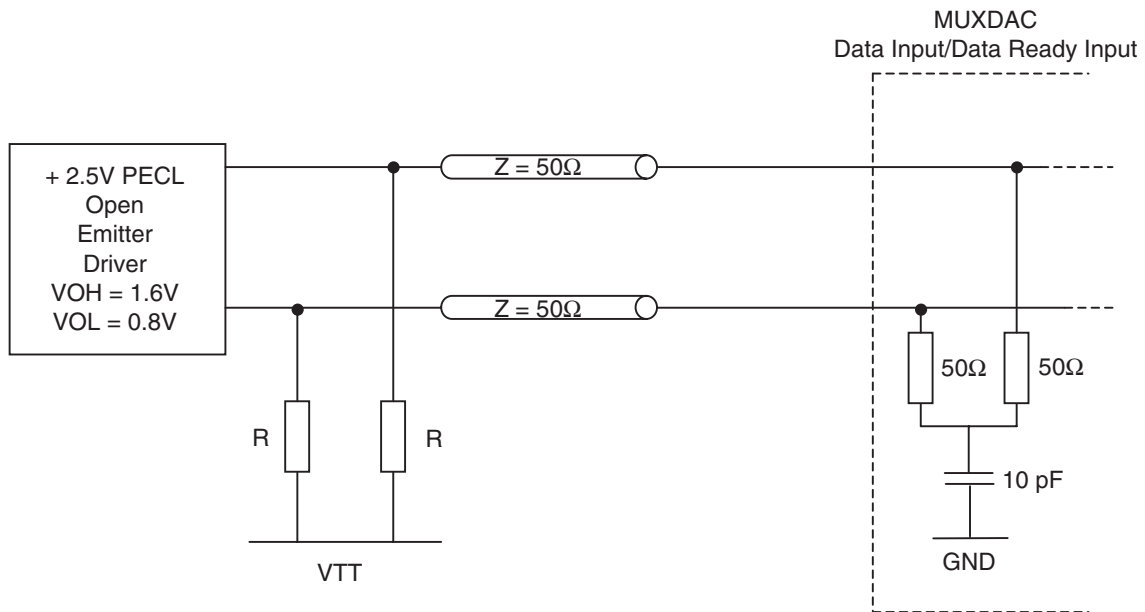 MUXDAC
Data Input/Data Ready Input
+ 2.5V PECL
Open
Emitter
Driver
VOH = 1.6V
VOL = 0.8V
Z = 50Ω
Z = 50Ω
50Ω
50Ω
R
R
10 pF
VTT
GND